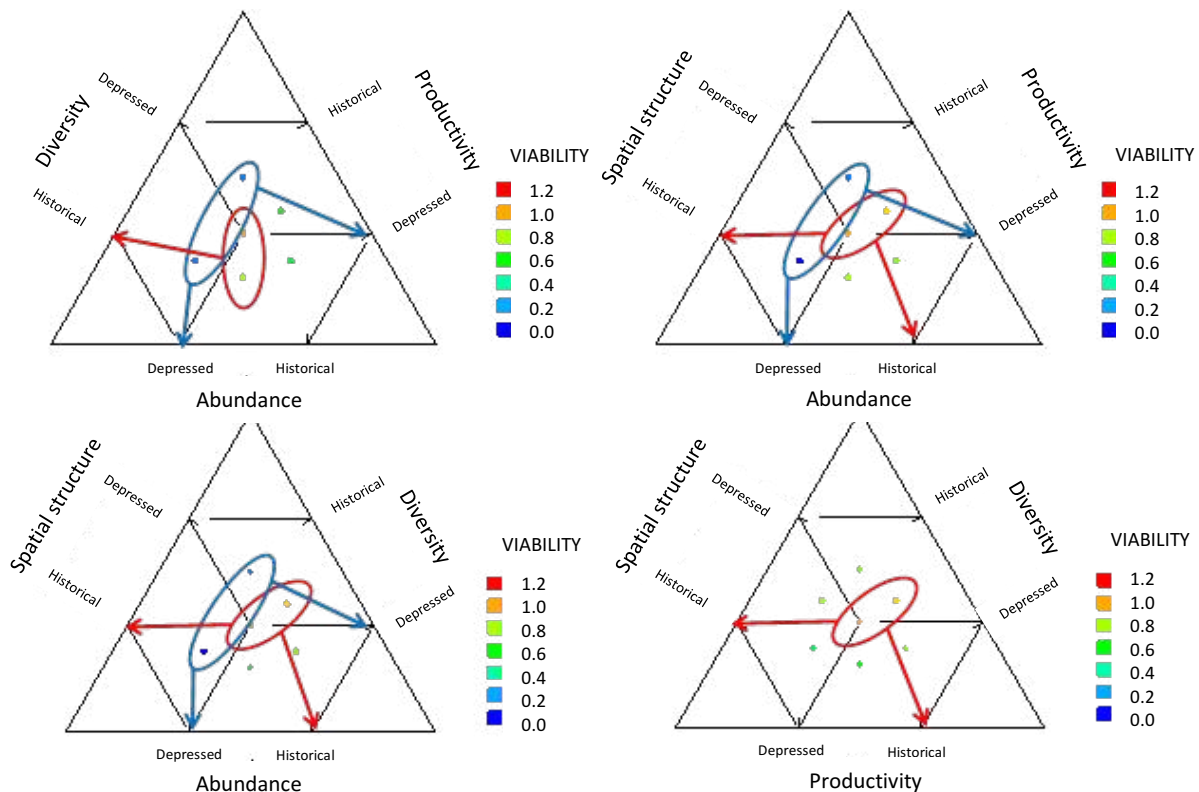 Diversity
Depressed
Historical
Historical
Productivity
Depressed
Depressed
Historical
Abundance
VIABILITY
1.2
1.0
0.8
0.6
0.4
0.2
0.0
Spatial structure
Depressed
Historical
Historical
Productivity
Depressed
Depressed
Historical
Abundance
VIABILITY
1.2
1.0
0.8
0.6
0.4
0.2
0.0
Spatial structure
Depressed
Historical
Historical
Diversity
Depressed
Depressed
Historical
Abundance
VIABILITY
1.2
1.0
0.8
0.6
0.4
0.2
0.0
Spatial structure
Depressed
Historical
Historical
Diversity
Depressed
Depressed
Historical
Productivity
VIABILITY
1.2
1.0
0.8
0.6
0.4
0.2
0.0